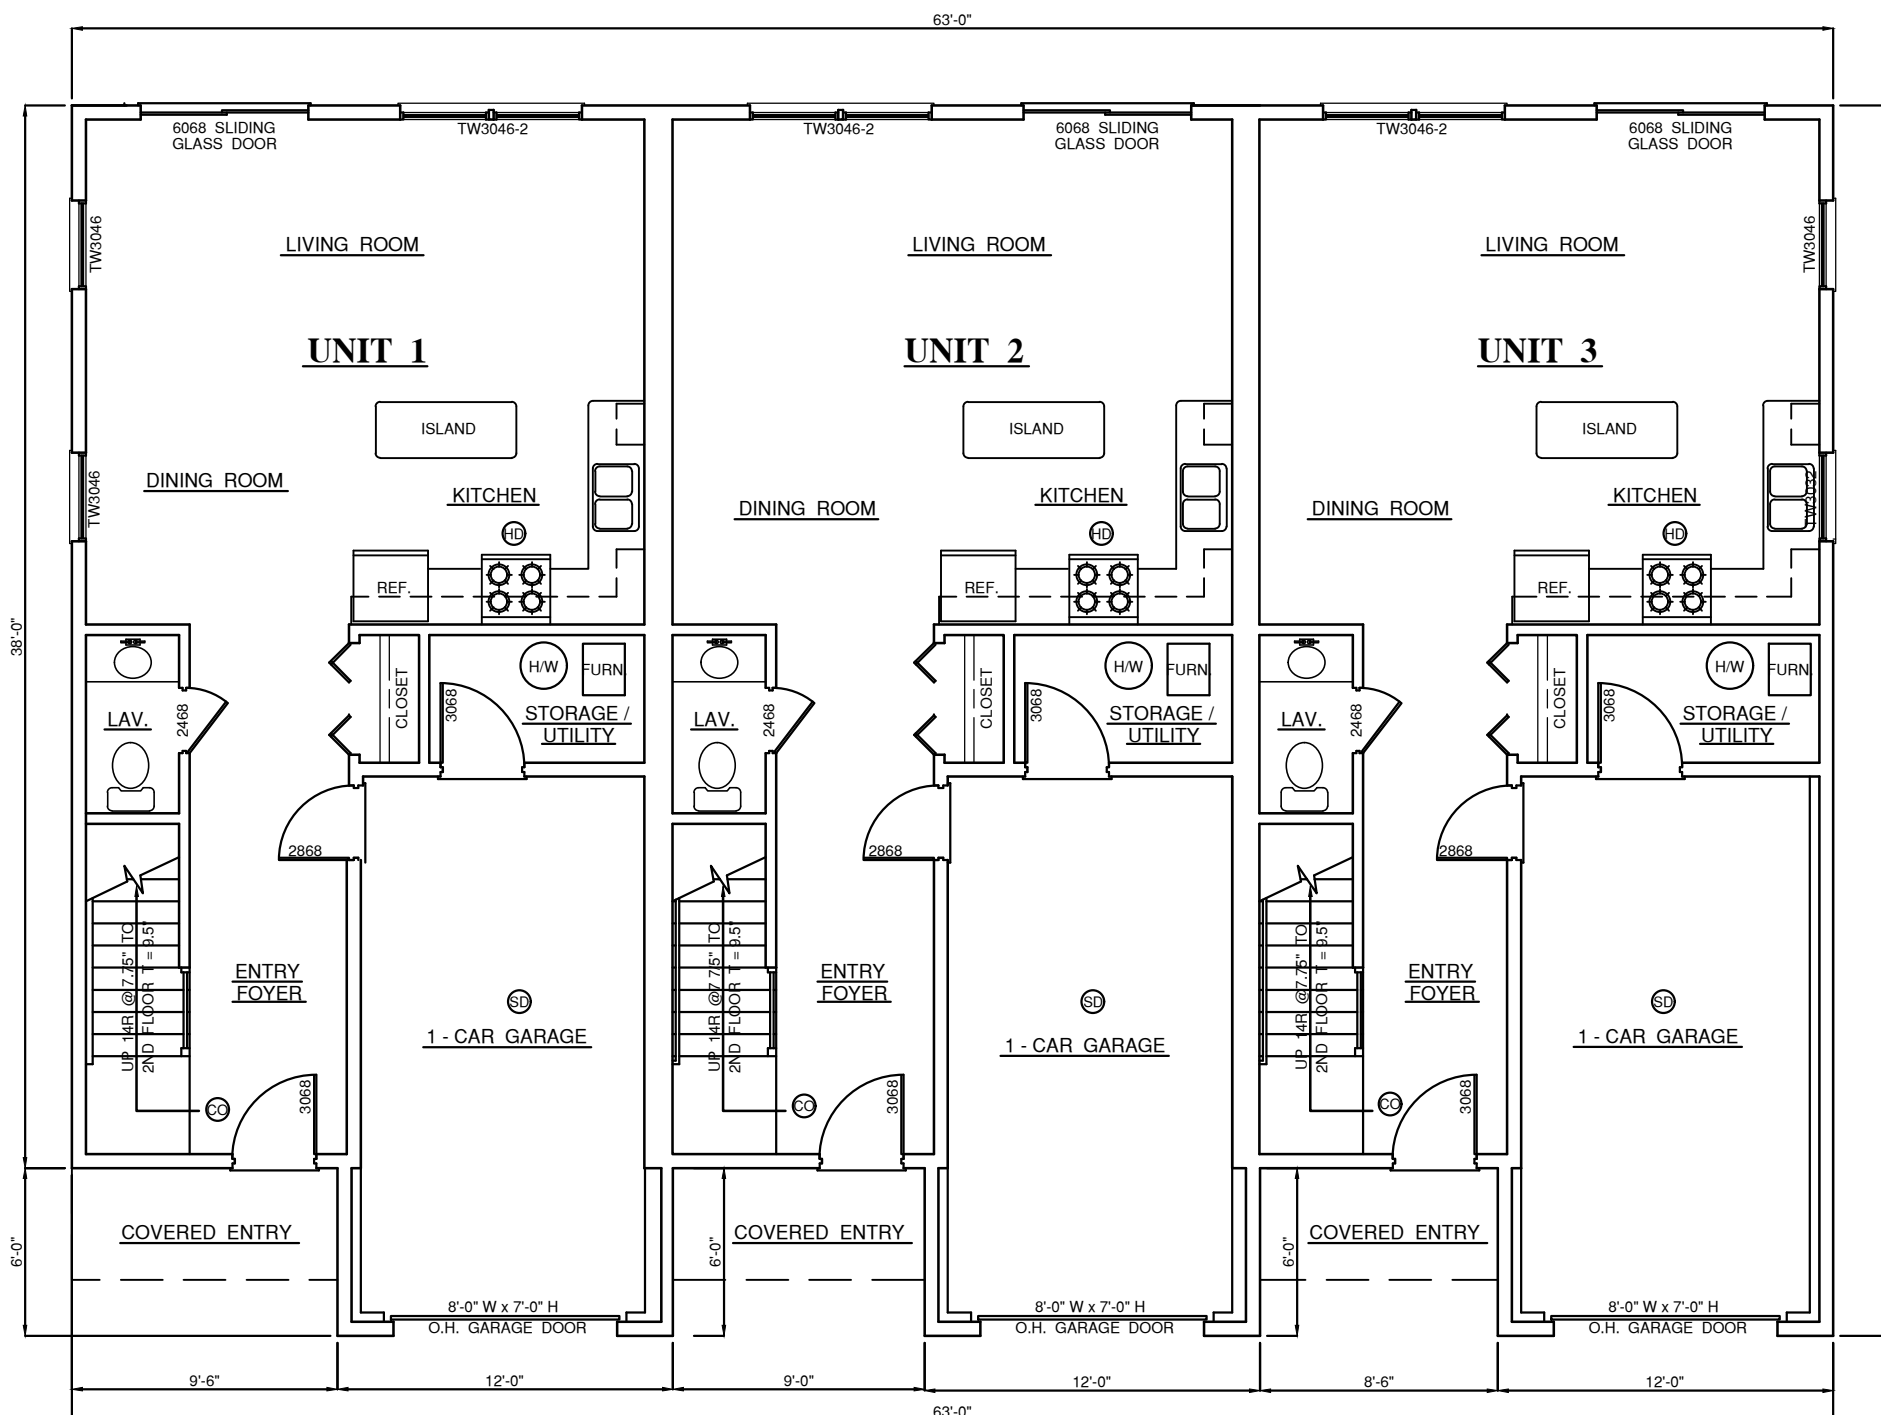 63'-0"
6068 SLIDING
GLASS DOOR
TW3046-2
TW3046-2
6068 SLIDING
GLASS DOOR
TW3046-2
6068 SLIDING
GLASS DOOR
TW3046
LIVING ROOM
LIVING ROOM
LIVING ROOM
TW3046
UNIT 1
UNIT 2
UNIT 3
ISLAND
ISLAND
ISLAND
TW3046
DINING ROOM
KITCHEN
HD
DINING ROOM
KITCHEN
HD
DINING ROOM
KITCHEN
HD
TW3032
REF.
REF.
REF.
38'-0"
LAV.
2468
CLOSET
3068
H/W
FURN.
STORAGE /
UTILITY
LAV.
2468
CLOSET
3068
H/W
FURN.
STORAGE /
UTILITY
LAV.
2468
CLOSET
3068
H/W
FURN.
STORAGE /
UTILITY
2868
2868
2868
UP 14R @7.75" TO
2ND FLOOR T = 9.5"
ENTRY
FOYER
SD
1 - CAR GARAGE
UP 14R @7.75" TO
2ND FLOOR T = 9.5"
ENTRY
FOYER
SD
1 - CAR GARAGE
UP 14R @7.75" TO
2ND FLOOR T = 9.5"
ENTRY
FOYER
SD
1 - CAR GARAGE
CO
3068
CO
3068
CO
3068
6'-0"
COVERED ENTRY
6'-0"
COVERED ENTRY
6'-0"
COVERED ENTRY
8'-0" W x 7'-0" H
O.H. GARAGE DOOR
8'-0" W x 7'-0" H
O.H. GARAGE DOOR
8'-0" W x 7'-0" H
O.H. GARAGE DOOR
9'-6"
12'-0"
9'-0"
12'-0"
8'-6"
12'-0"
63'-0"